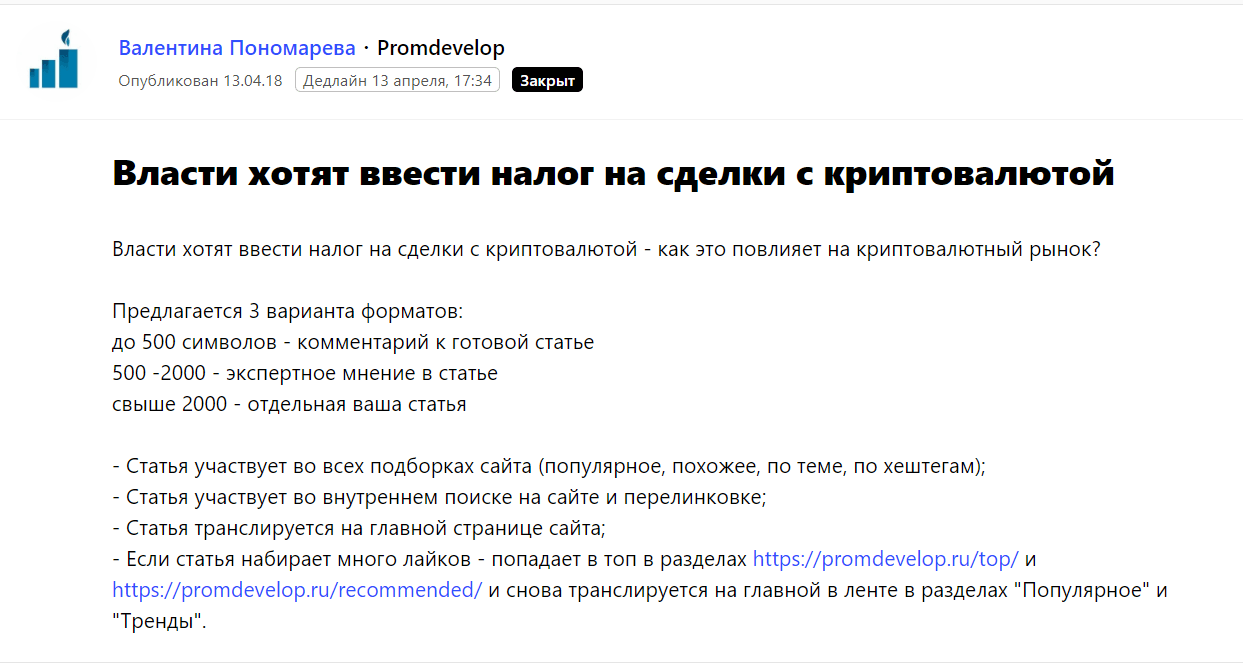 Валентина Пономарева · Promdevelop
Опубликован 13.04.18 Дедлайн 13 апреля, 17:34 Закрыт
Власти хотят ввести налог на сделки с криптовалютой
Власти хотят ввести налог на сделки с криптовалютой - как это повлияет на криптовалютный рынок?
Предлагается 3 варианта форматов:
до 500 символов - комментарий к готовой статье
500 -2000 - экспертное мнение в статье
свыше 2000 - отдельная ваша статья
- Статья участвует во всех подборках сайта (популярное, похожее, по теме, по хештегам);
- Статья участвует во внутреннем поиске на сайте и перелинковке;
- Статья транслируется на главной странице сайта;
- Если статья набирает много лайков - попадает в топ в разделах https://promdevelop.ru/top/ и
https://promdevelop.ru/recommended/ и снова транслируется на главной в ленте в разделах "Популярное" и
"Тренды".